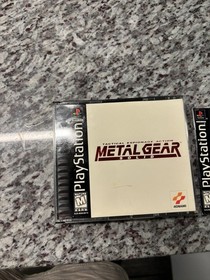 PlayStation
TACTICAL ESPIONAGE ACTION
METAL GEAR
SOLID
M
KONAMI
PlayStation